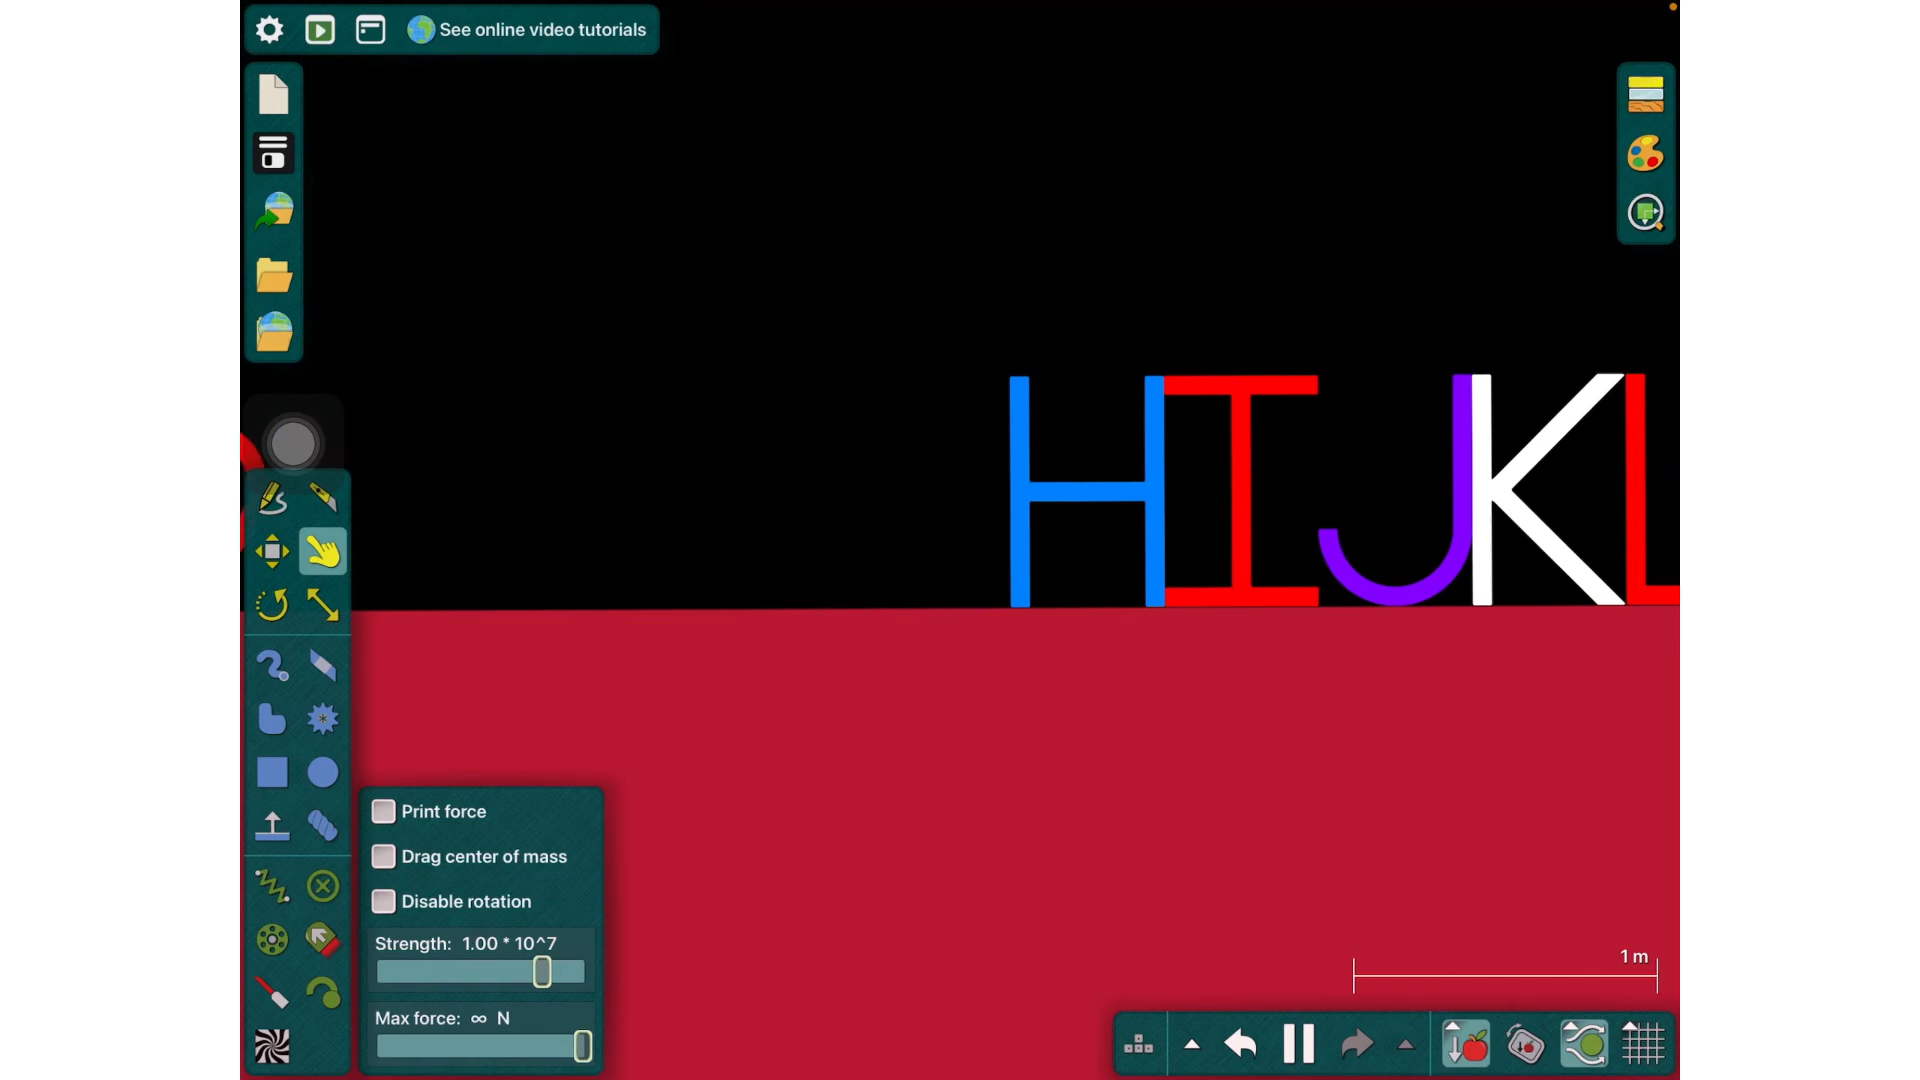 See online video tutorials
HIJKL
Print force
Drag center of mass
Disable rotation
Strength: 1.00 * 10^7
Max force: ∞ N
1 m